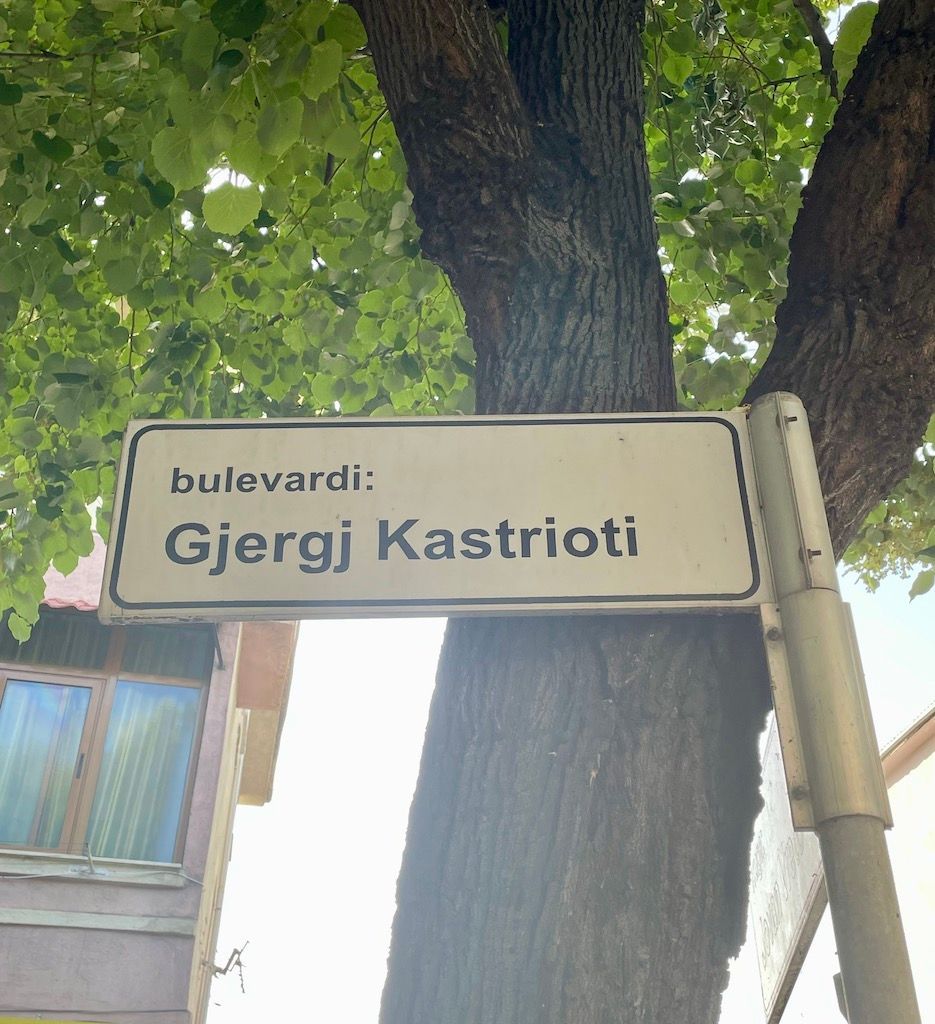 bulevardi:
Gjergj Kastrioti